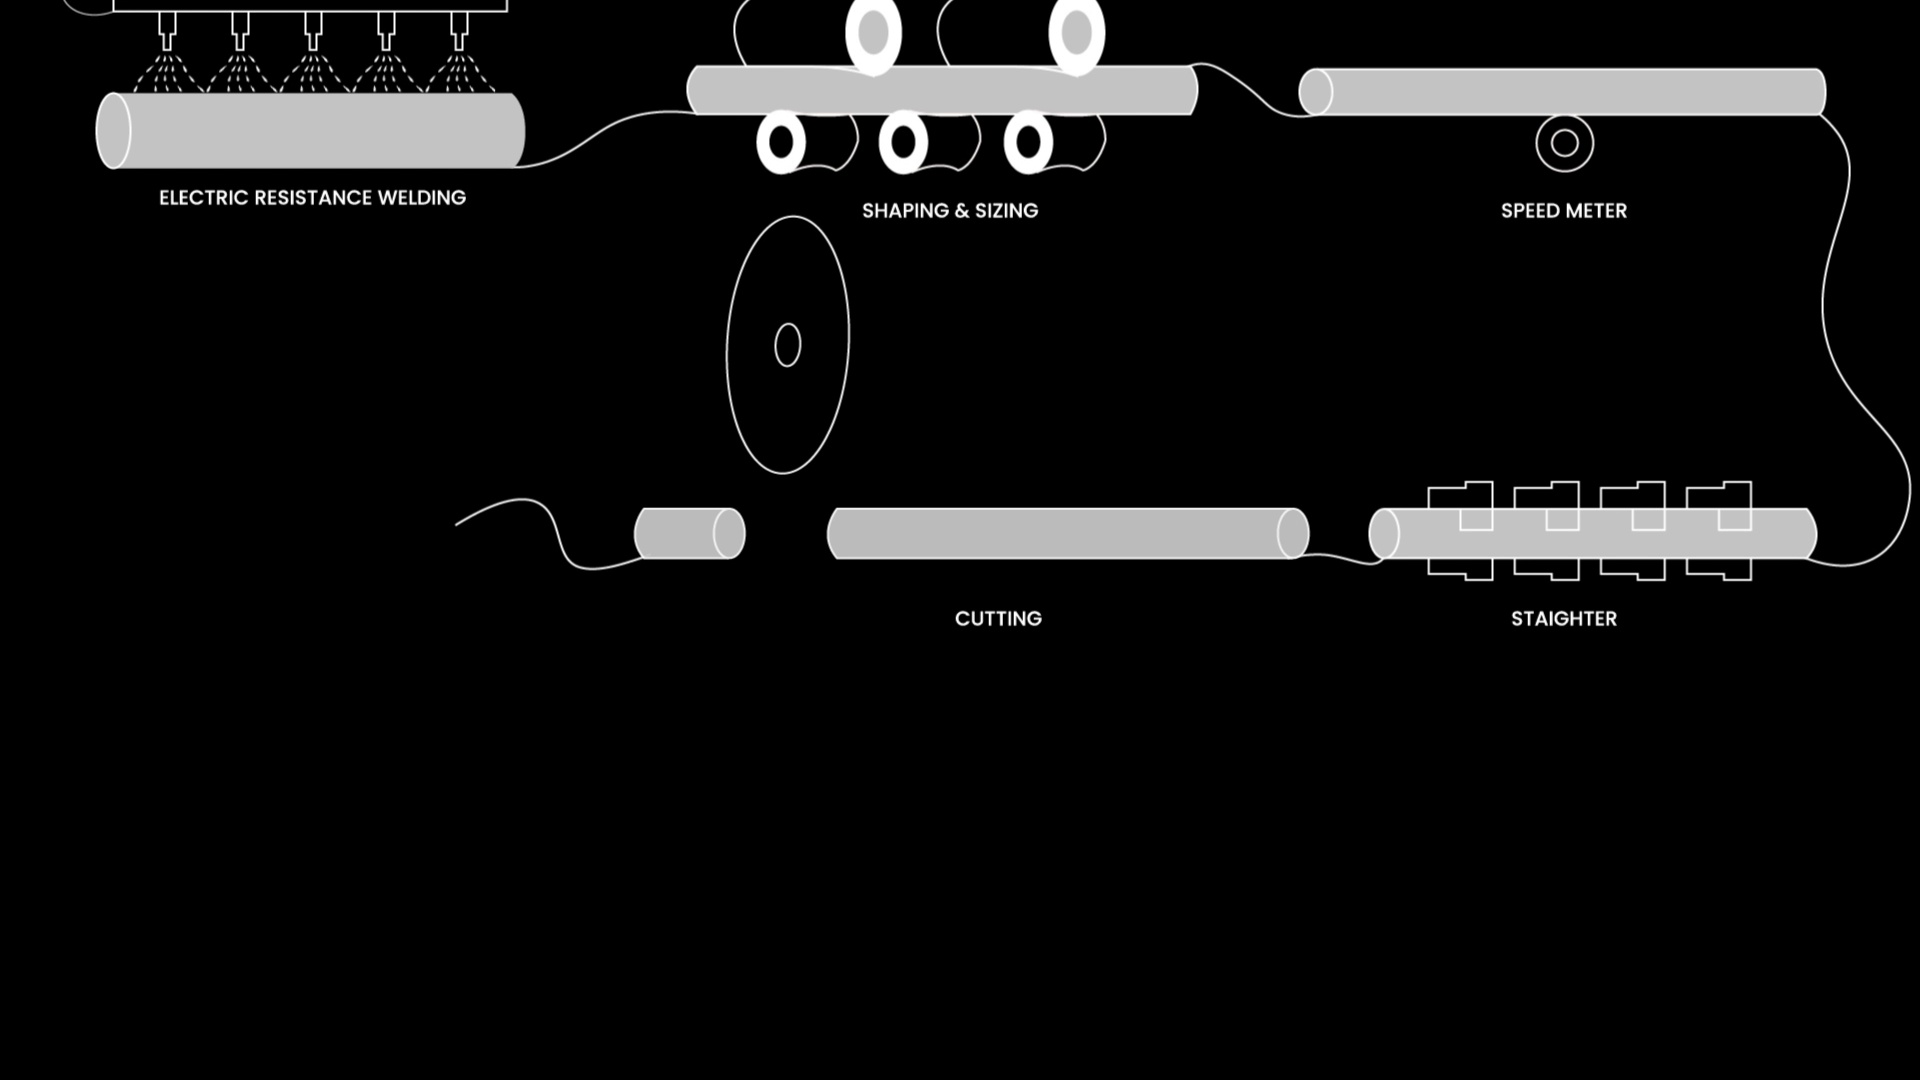 ELECTRIC RESISTANCE WELDING
SHAPING & SIZING
SPEED METER
CUTTING
STAIGHTER